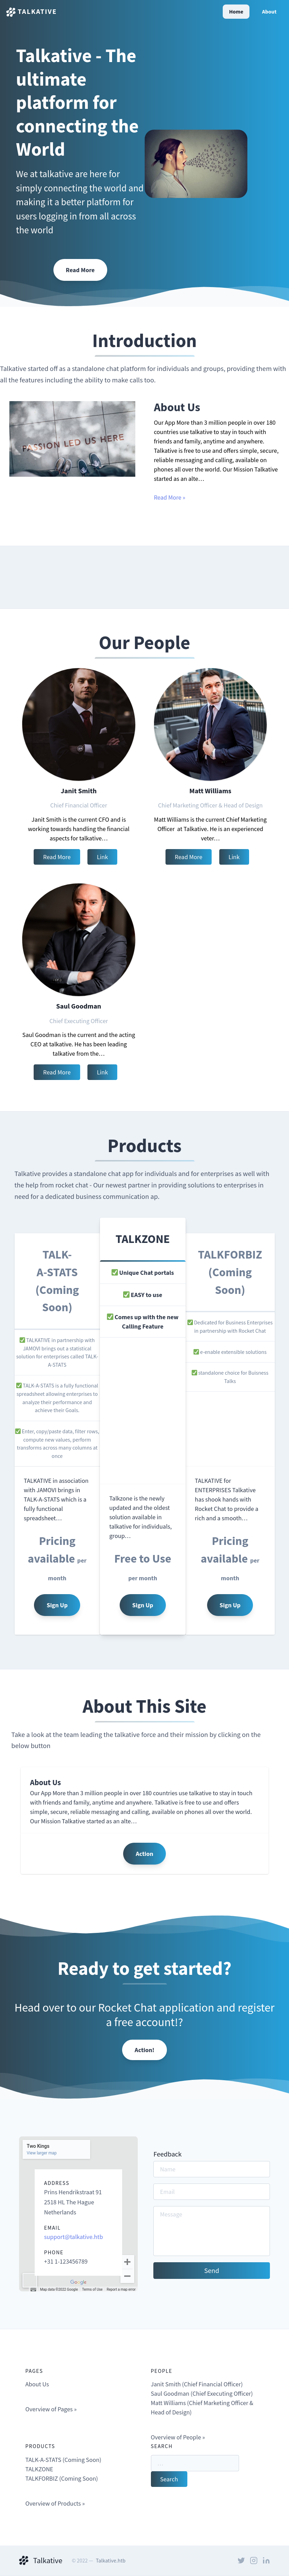 TALKATIVE
Home
About
Talkative - The
ultimate
platform for
connecting the
World
We at talkative are here for
simply connecting the world and
making it a better platform for
users logging in from all across
the world
Read More
Introduction
Talkative started off as a standalone chat platform for individuals and groups, providing them with
all the features including the ability to make calls too.
PASSION LED US HERE
About Us
Our App More than 3 million people in over 180
countries use talkative to stay in touch with
friends and family, anytime and anywhere.
Talkative is free to use and offers simple, secure,
reliable messaging and calling, available on
phones all over the world. Our Mission Talkative
started as an alte…
Read More »
Our People
Janit Smith
Chief Financial Officer
Janit Smith is the current CFO and is
working towards handling the financial
aspects for talkative…
Read More
Link
Matt Williams
Chief Marketing Officer & Head of Design
Matt Williams is the current Chief Marketing
Officer at Talkative. He is an experienced
veter…
Read More
Link
Saul Goodman
Chief Executing Officer
Saul Goodman is the current and the acting
CEO at talkative. He has been leading
talkative from the…
Read More
Link
Products
Talkative provides a standalone chat app for individuals and for enterprises as well with
the help from rocket chat - Our newest partner in providing solutions to enterprises in
need for a dedicated business communication ap.
TALK-
A-STATS
(Coming
Soon)
✅ TALKATIVE in partnership with
JAMOVI brings out a statistical
solution for enterprises called TALK-
A-STATS
✅ TALK-A-STATS is a fully functional
spreadsheet allowing enterprises to
analyze their performance and
achieve their Goals.
✅ Enter, copy/paste data, filter rows,
compute new values, perform
transforms across many columns at
once
TALKATIVE in association
with JAMOVI brings in
TALK-A-STATS which is a
fully functional
spreadsheet…
Pricing
available per
month
Sign Up
TALKZONE
✅ Unique Chat portals
✅ EASY to use
✅ Comes up with the new
Calling Feature
Talkzone is the newly
updated and the oldest
solution available in
talkative for individuals,
group…
Free to Use
per month
Sign Up
TALKFORBIZ
(Coming
Soon)
✅ Dedicated for Business Enterprises
in partnership with Rocket Chat
✅ e-enable extensible solutions
✅ standalone choice for Buisness
Talks
TALKATIVE for
ENTERPRISES Talkative
has shook hands with
Rocket Chat to provide a
rich and a smooth…
Pricing
available per
month
Sign Up
About This Site
Take a look at the team leading the talkative force and their mission by clicking on the
below button
About Us
Our App More than 3 million people in over 180 countries use talkative to stay in touch
with friends and family, anytime and anywhere. Talkative is free to use and offers
simple, secure, reliable messaging and calling, available on phones all over the world.
Our Mission Talkative started as an alte…
Action
Ready to get started?
Head over to our Rocket Chat application and register
a free account!?
Action!
Two Kings
View larger map
ADDRESS
Prins Hendrikstraat 91
2518 HL The Hague
Netherlands
EMAIL
support@talkative.htb
PHONE
+31 1-123456789
Google
Map data ©2022 Google
Terms of Use
Report a map error
Feedback
Name
Email
Message
Send
PAGES
About Us
Overview of Pages »
PEOPLE
Janit Smith (Chief Financial Officer)
Saul Goodman (Chief Executing Officer)
Matt Williams (Chief Marketing Officer &
Head of Design)
Overview of People »
PRODUCTS
TALK-A-STATS (Coming Soon)
TALKZONE
TALKFORBIZ (Coming Soon)
Overview of Products »
SEARCH
Search
Talkative
© 2022 — Talkative.htb